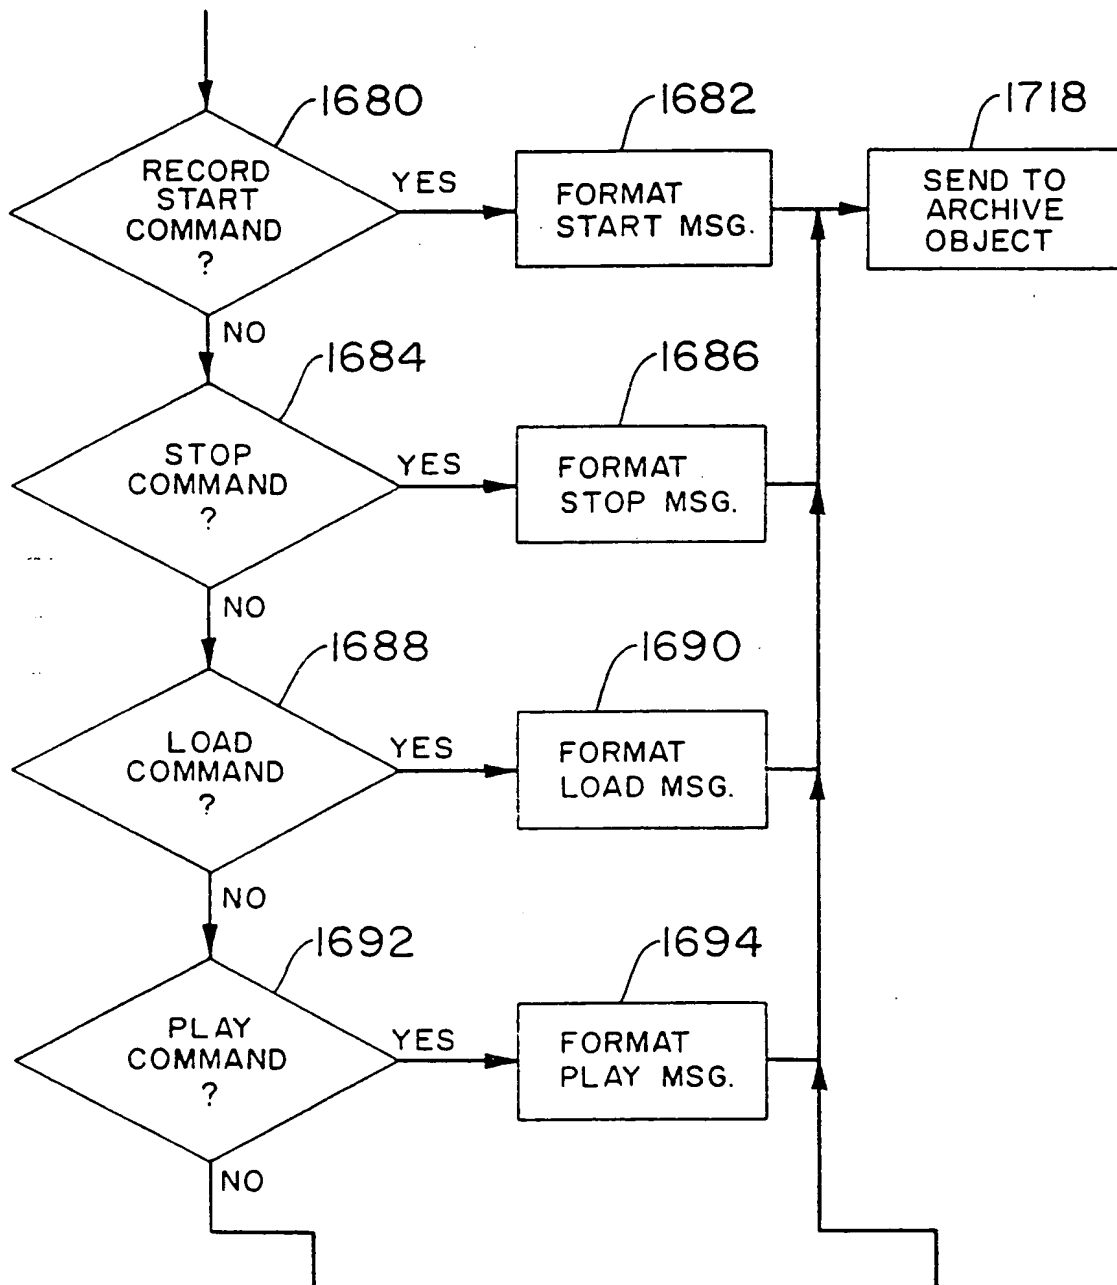 1680
1682
1718
RECORD
START
COMMAND
?
YES
FORMAT
START MSG.
SEND TO
ARCHIVE
OBJECT
NO
1684
1686
STOP
COMMAND
?
YES
FORMAT
STOP MSG.
NO
1688
1690
LOAD
COMMAND
?
YES
FORMAT
LOAD MSG.
NO
1692
1694
PLAY
COMMAND
?
YES
FORMAT
PLAY MSG.
NO